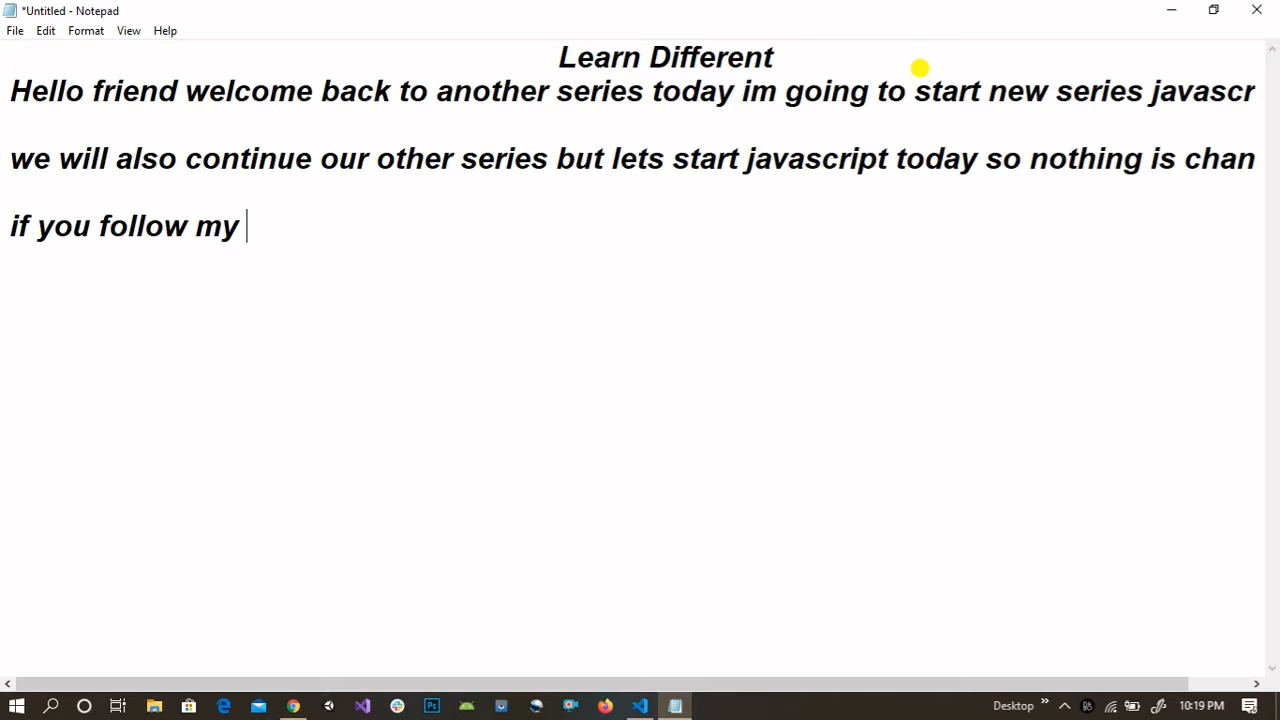 *Untitled - Notepad
File Edit Format View Help
Learn Different
Hello friend welcome back to another series today im going to start new series javascr
we will also continue our other series but lets start javascript today so nothing is chan
if you follow my
Ps
Desktop
10:19 PM